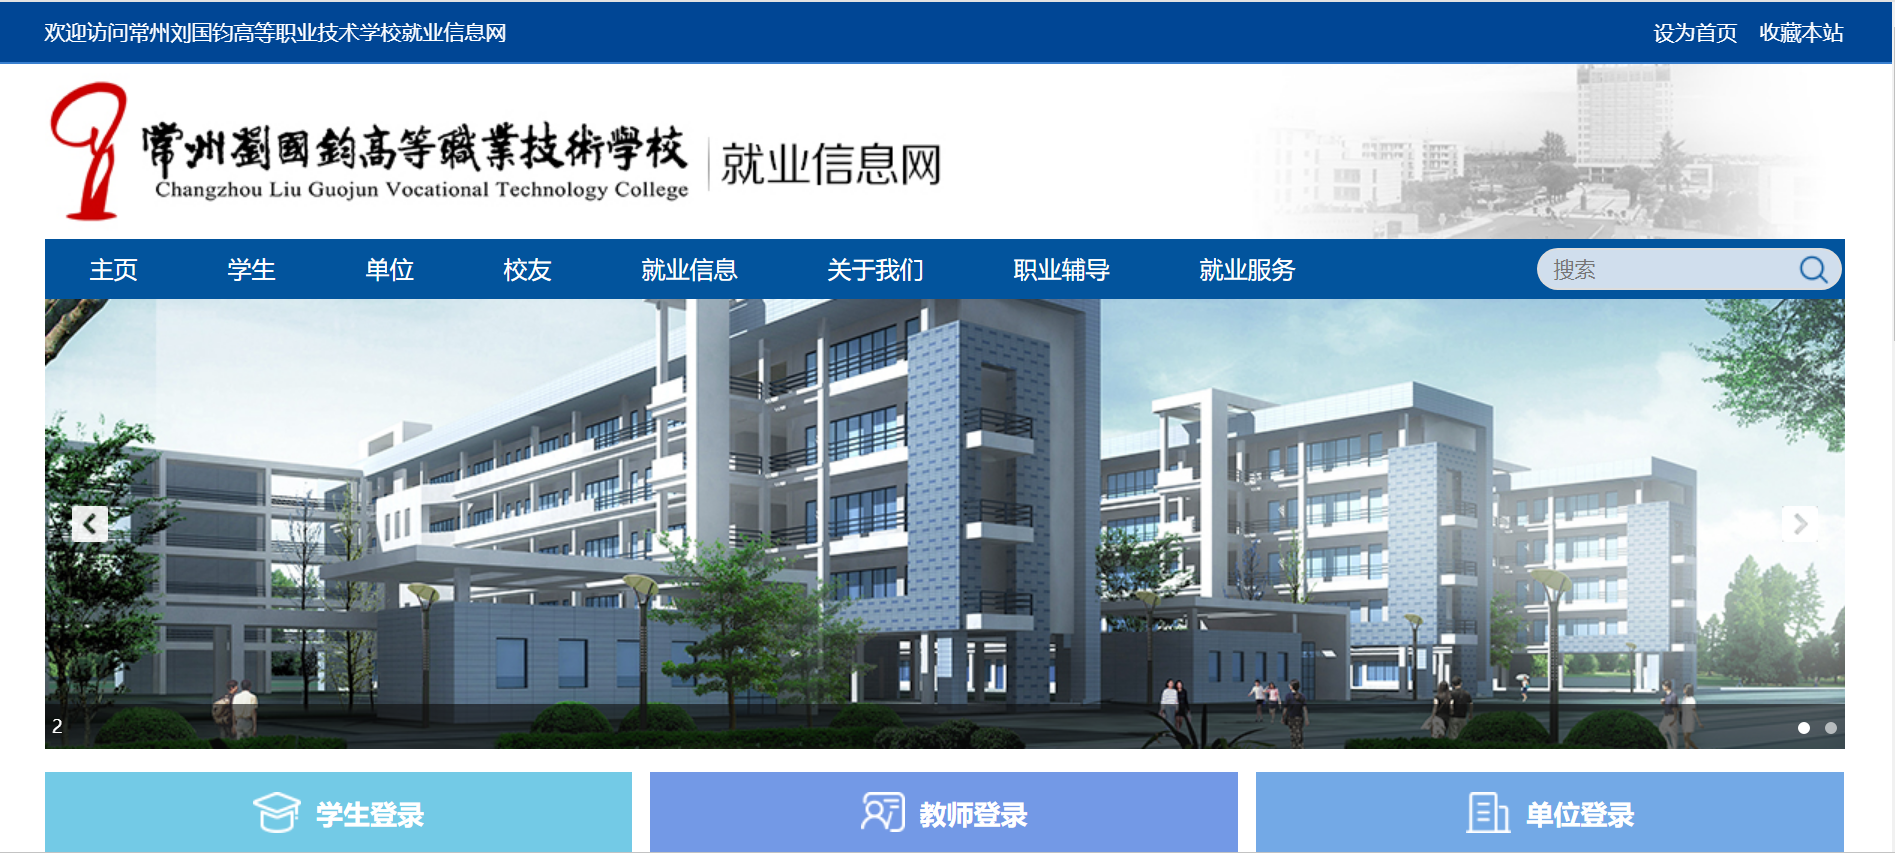 欢迎访问常州刘国钧高等职业技术学校就业信息网
设为首页 收藏本站
常州劉國鈞高等職業技術學校
Changzhou Liu Guojun Vocational Technology College
就业信息网
主页 学生 单位 校友 就业信息 关于我们 职业辅导 就业服务 搜索
2
学生登录 教师登录 单位登录